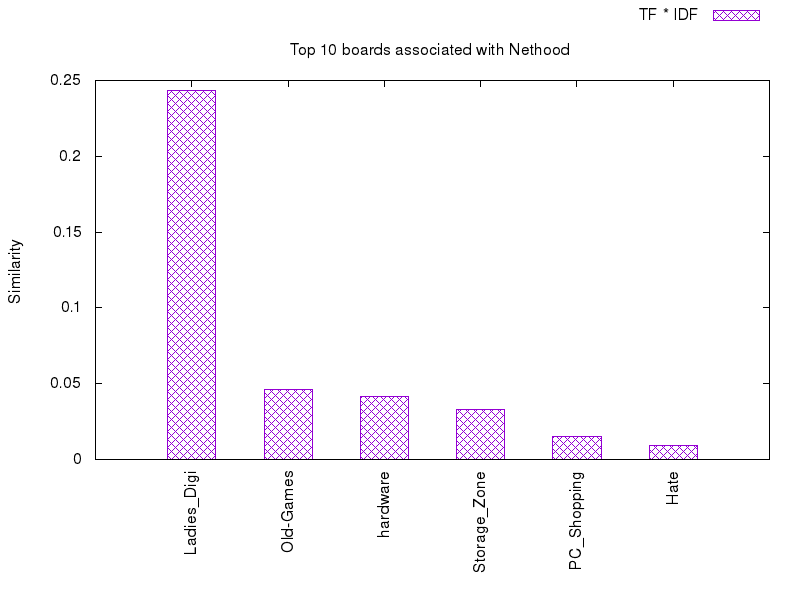 TF * IDF
Top 10 boards associated with Nethood
Similarity
0.25
0.2
0.15
0.1
0.05
0
Ladies_Digi
Old-Games
hardware
Storage_Zone
PC_Shopping
Hate